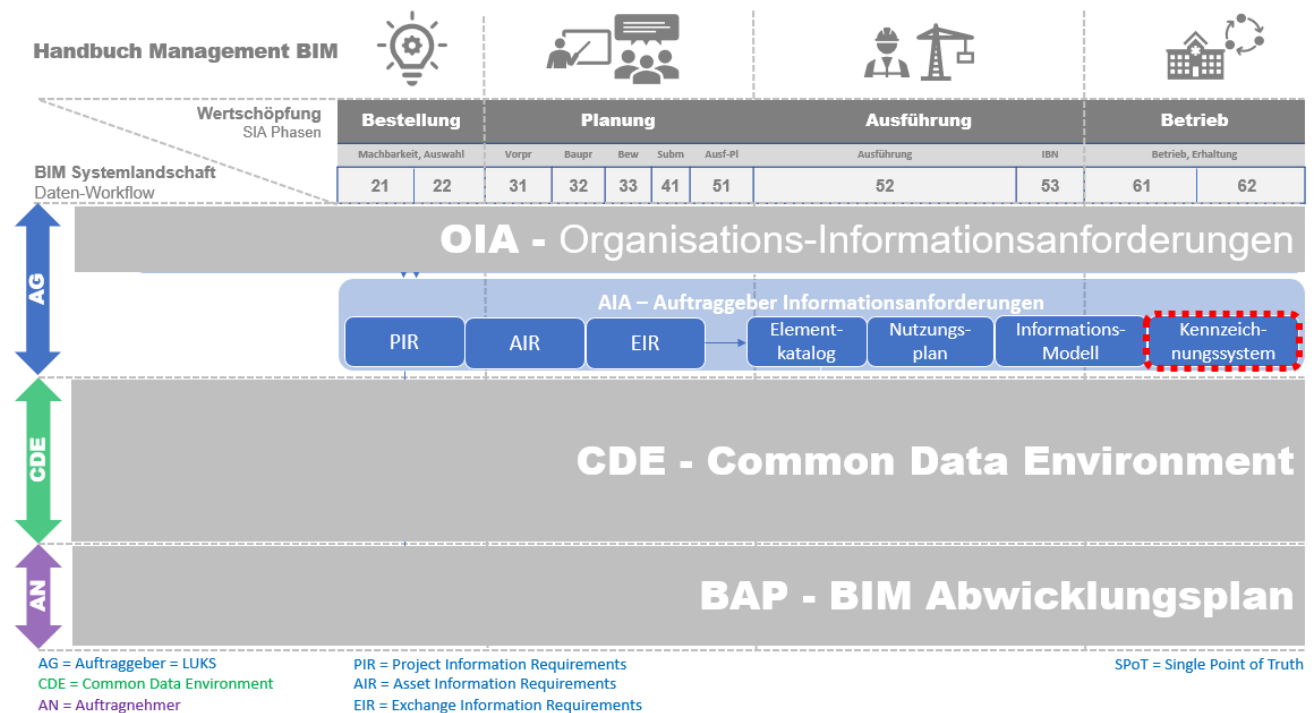 Handbuch Management BIM
Wertschöpfung
SIA Phasen
Bestellung Planung Ausführung Betrieb
Machbarkeit, Auswahl Vorpr Baupr Bew Subm Ausf-Pl Ausführung IBN Betrieb, Erhaltung
BIM Systemlandschaft
Daten-Workflow
21 22 31 32 33 41 51 52 53 61 62
AG
OIA - Organisations-Informationsanforderungen
AIA – Auftraggeber Informationsanforderungen
PIR
AIR
EIR
Element-
katalog
Nutzungs-
plan
Informations-
Modell
Kennzeich-
nungssystem
CDE
CDE - Common Data Environment
AN
BAP - BIM Abwicklungsplan
AG = Auftraggeber = LUKS
CDE = Common Data Environment
AN = Auftragnehmer
PIR = Project Information Requirements
AIR = Asset Information Requirements
EIR = Exchange Information Requirements
SPoT = Single Point of Truth